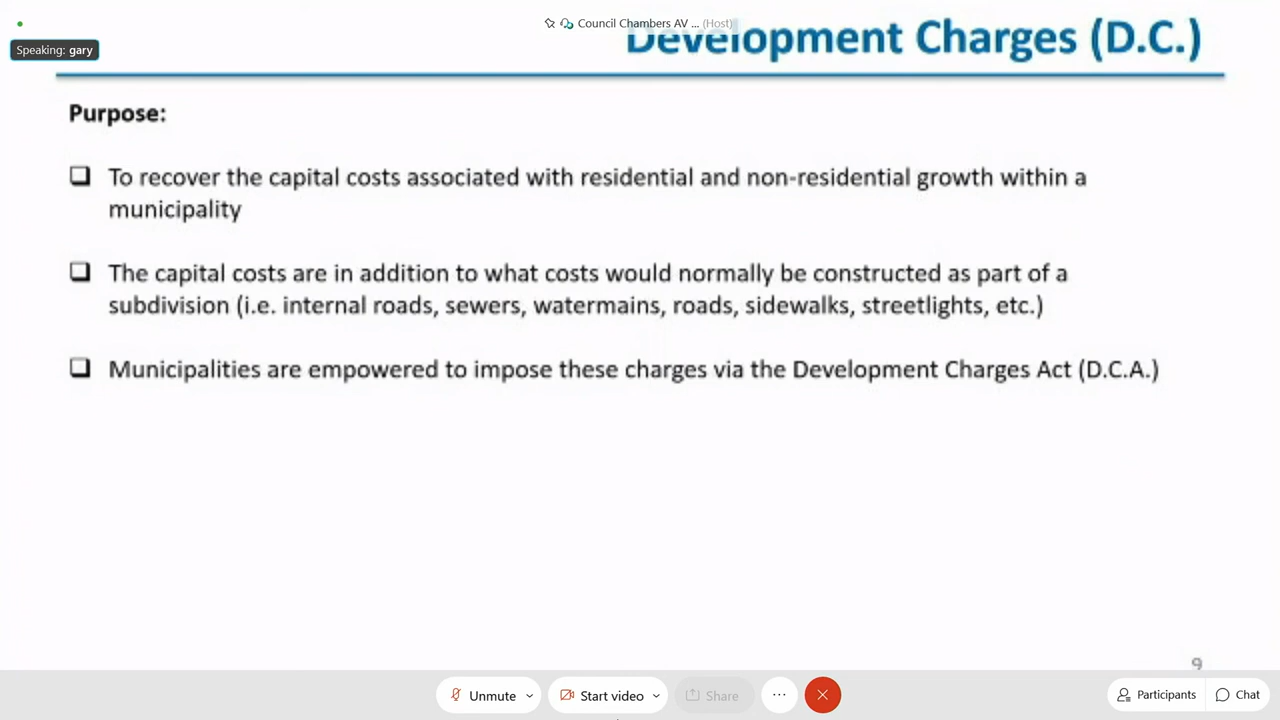 Council Chambers AV ... (Host)
Speaking: gary
Development Charges (D.C.)
Purpose:
To recover the capital costs associated with residential and non-residential growth within a
municipality
The capital costs are in addition to what costs would normally be constructed as part of a
subdivision (i.e. internal roads, sewers, watermains, roads, sidewalks, streetlights, etc.)
Municipalities are empowered to impose these charges via the Development Charges Act (D.C.A.)
9
Unmute
Start video
Share
Participants
Chat